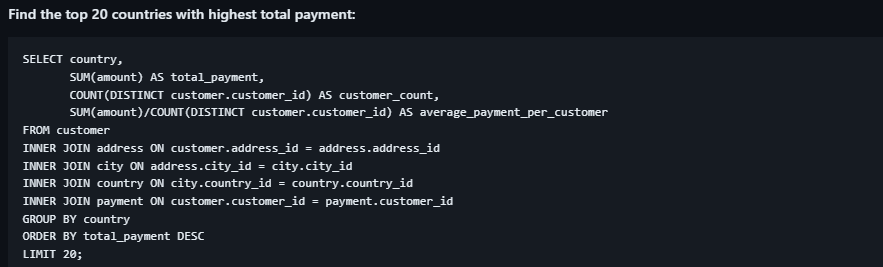 Find the top 20 countries with highest total payment:
SELECT country,
       SUM(amount) AS total_payment,
       COUNT(DISTINCT customer.customer_id) AS customer_count,
       SUM(amount)/COUNT(DISTINCT customer.customer_id) AS average_payment_per_customer
FROM customer
INNER JOIN address ON customer.address_id = address.address_id
INNER JOIN city ON address.city_id = city.city_id
INNER JOIN country ON city.country_id = country.country_id
INNER JOIN payment ON customer.customer_id = payment.customer_id
GROUP BY country
ORDER BY total_payment DESC
LIMIT 20;